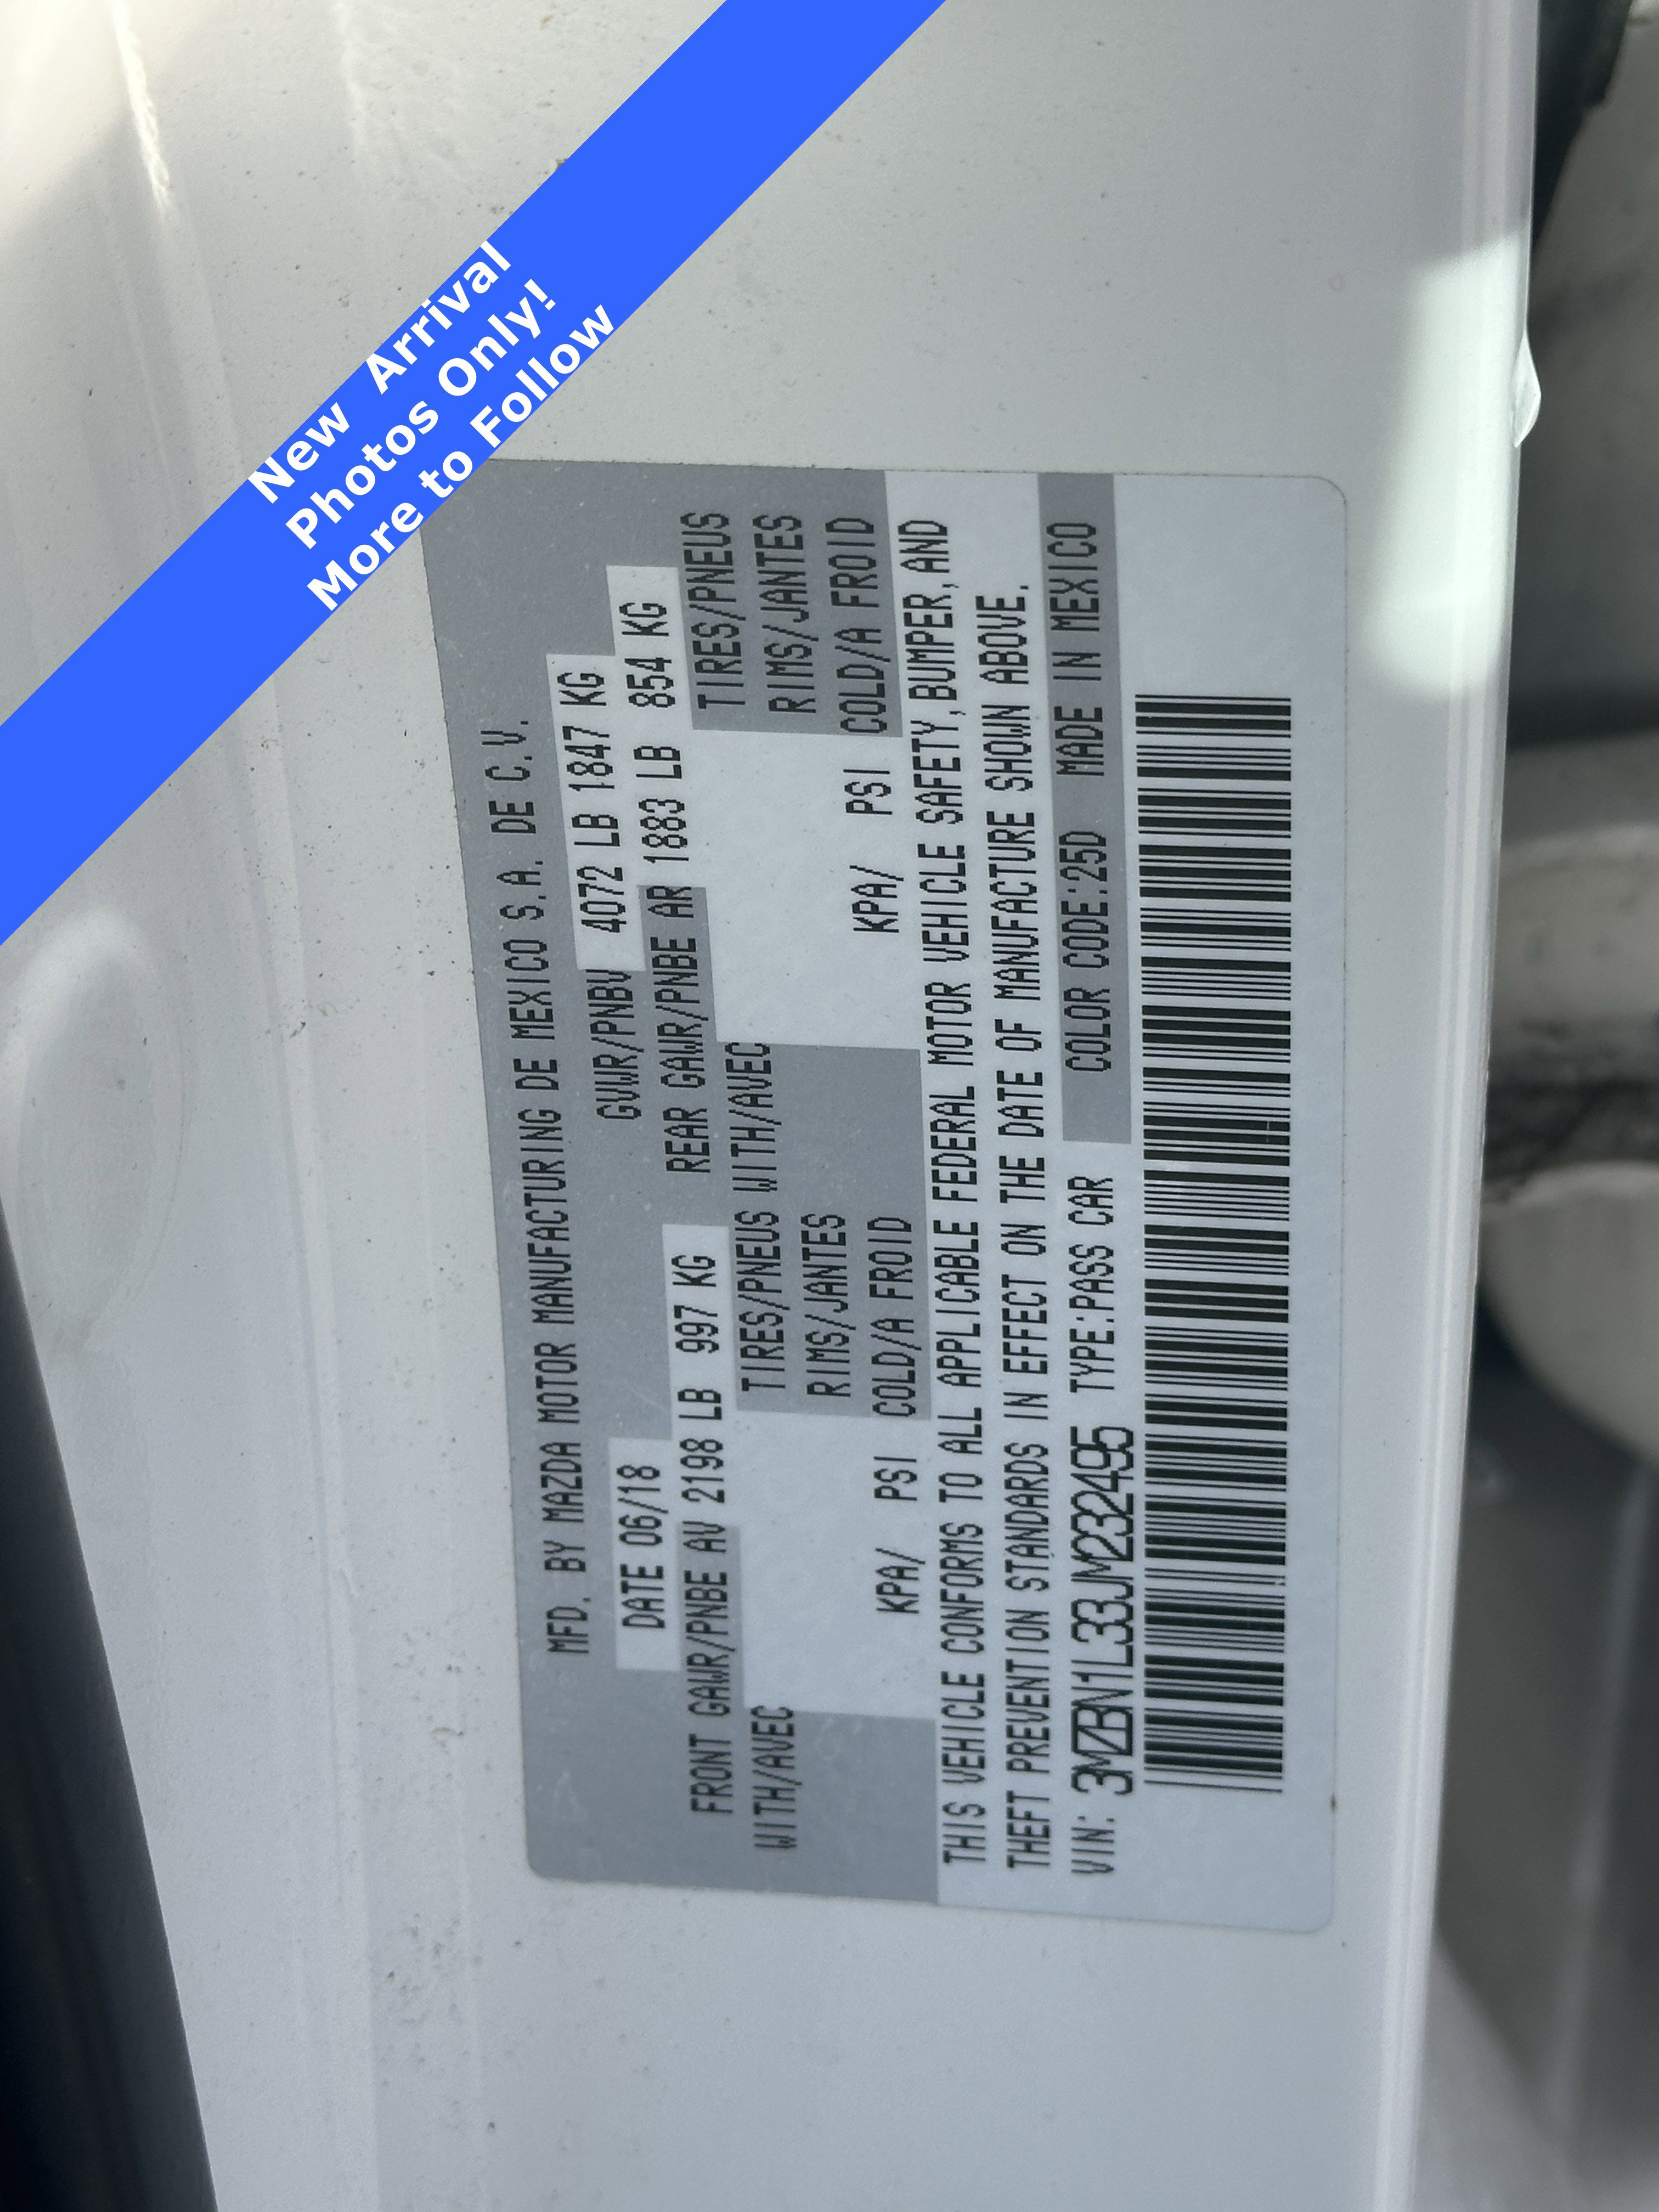 New Arrival
Photos Only!
More to Follow
MFD. BY MAZDA MOTOR MANUFACTURING DE MEXICO S.A. DE C.V.
DATE 06/18 GVWR/PNBV 4072 LB 1847 KG
FRONT GAWR/PNBE AV 2198 LB 997 KG REAR GAWR/PNBE AR 1883 LB 854 KG
WITH/AVEC TIRES/PNEUS WITH/AVEC TIRES/PNEUS
RIMS/JANTES RIMS/JANTES
KPA/ PSI COLD/A FROID KPA/ PSI COLD/A FROID
THIS VEHICLE CONFORMS TO ALL APPLICABLE FEDERAL MOTOR VEHICLE SAFETY,BUMPER,AND
THEFT PREVENTION STANDARDS IN EFFECT ON THE DATE OF MANUFACTURE SHOWN ABOVE.
VIN: 3MZBN1L33JM232495 TYPE:PASS CAR COLOR CODE:25D MADE IN MEXICO